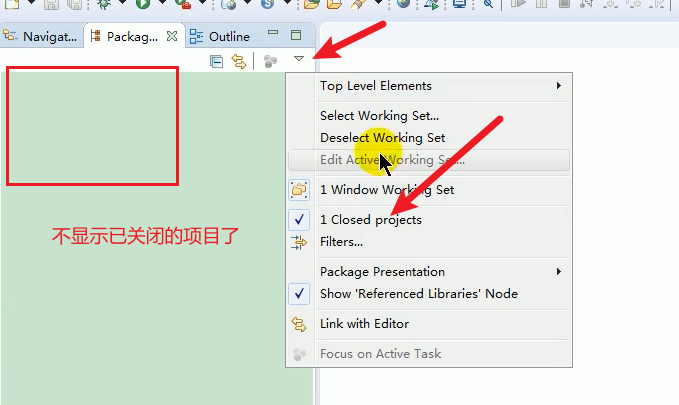 Navigat...
Packag...
Outline
Top Level Elements
Select Working Set...
Deselect Working Set
Edit Active Working Set...
1 Window Working Set
1 Closed projects
Filters...
不显示已关闭的项目了
Package Presentation
Show 'Referenced Libraries' Node
Link with Editor
Focus on Active Task